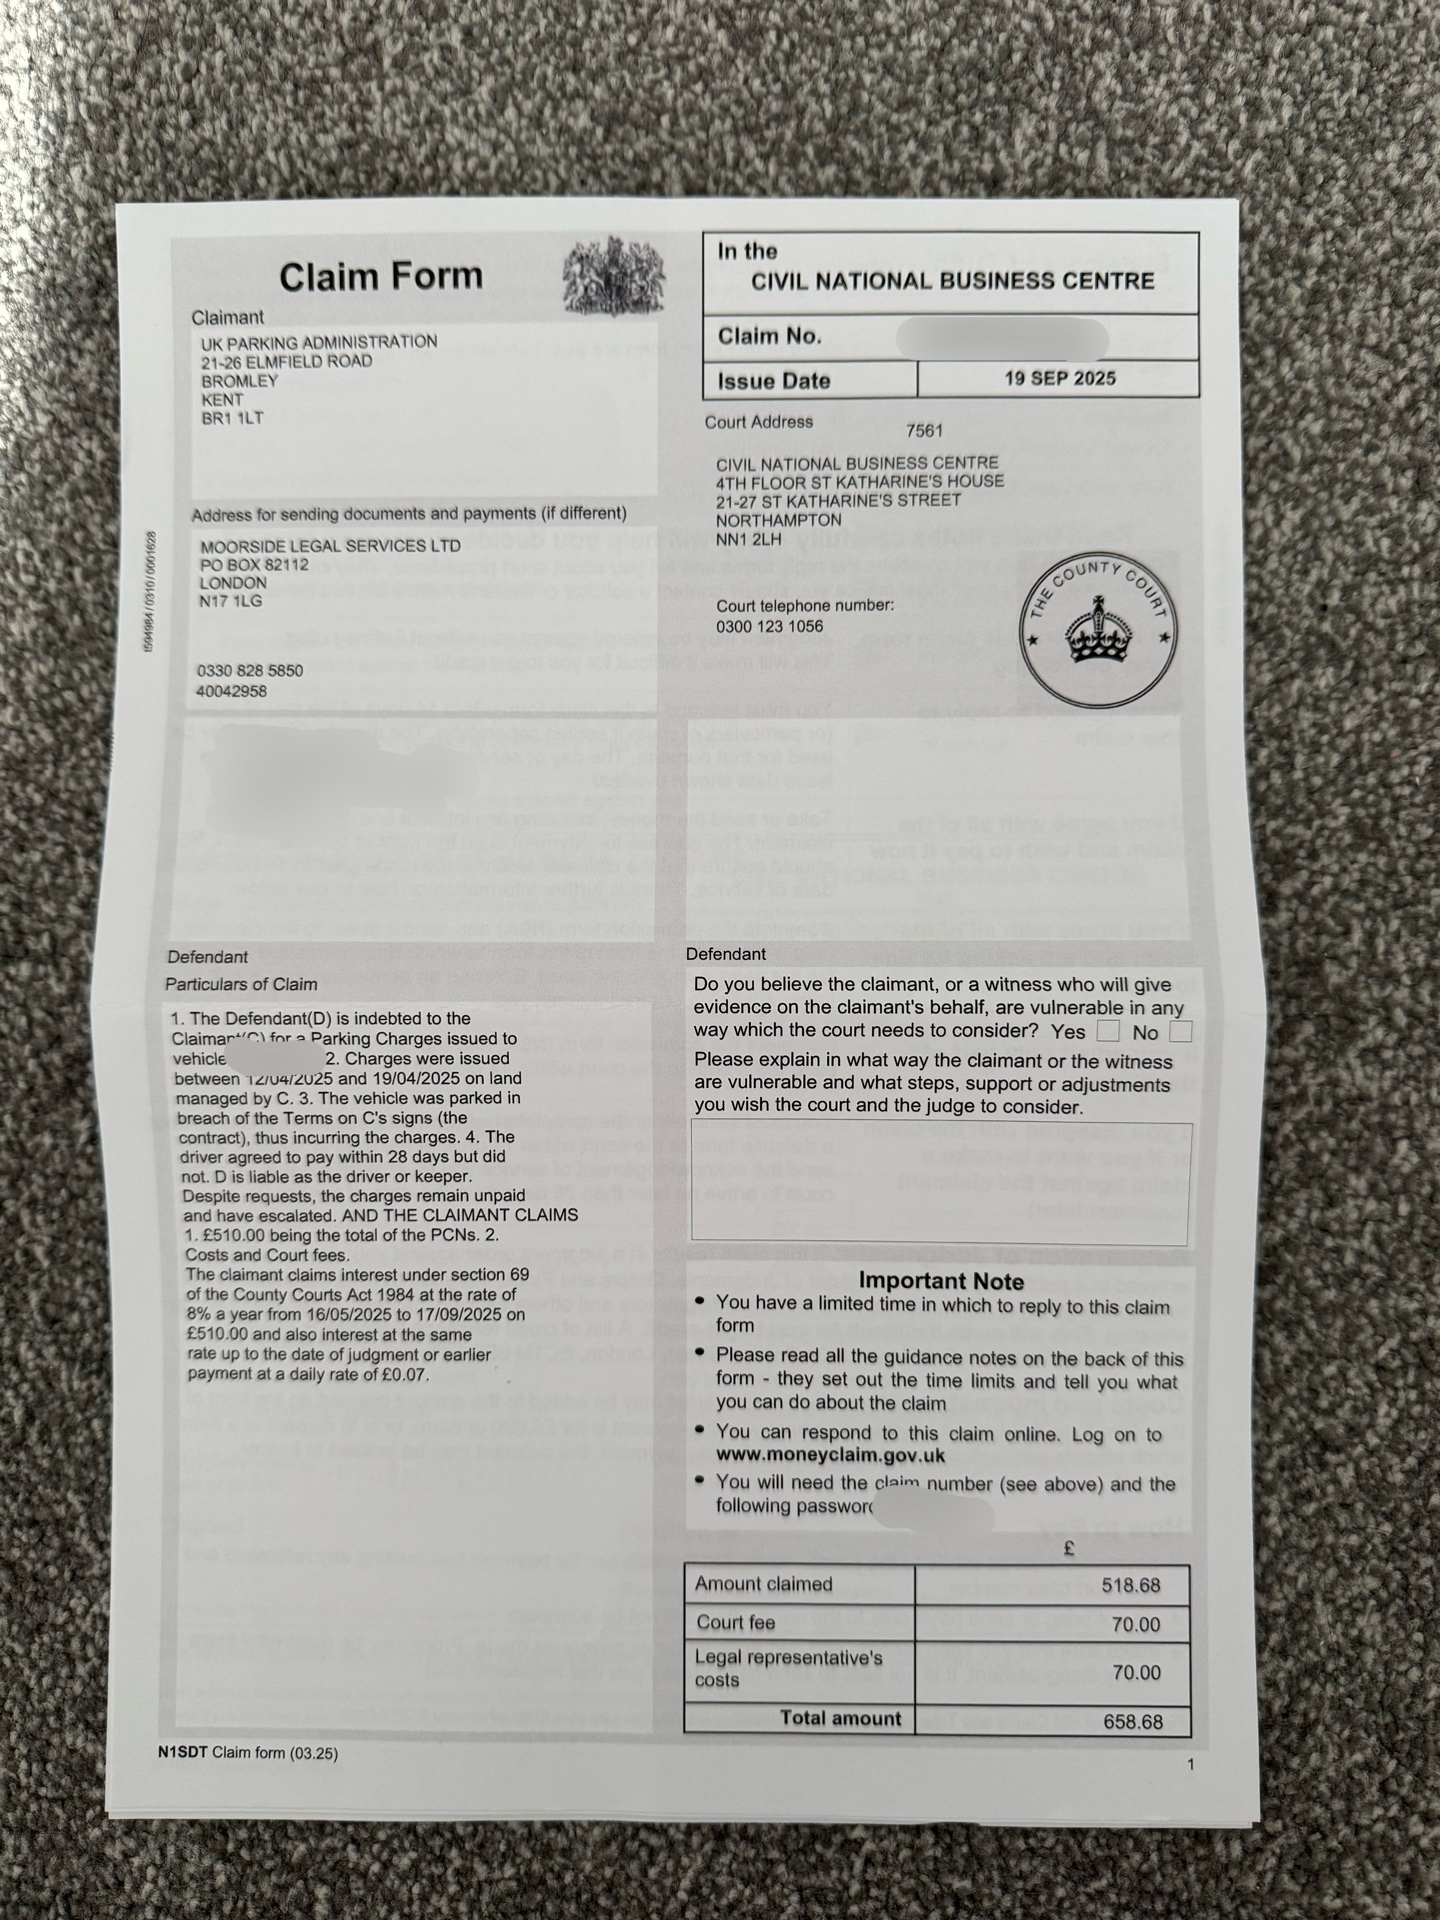 Claim Form
In the
CIVIL NATIONAL BUSINESS CENTRE
Claim No.
Issue Date
19 SEP 2025
Claimant
UK PARKING ADMINISTRATION
21-26 ELMFIELD ROAD
BROMLEY
KENT
BR1 1LT
Court Address
7561
CIVIL NATIONAL BUSINESS CENTRE
4TH FLOOR ST KATHARINE'S HOUSE
21-27 ST KATHARINE'S STREET
NORTHAMPTON
NN1 2LH
Court telephone number:
0300 123 1056
THE COUNTY COURT
Address for sending documents and payments (if different)
MOORSIDE LEGAL SERVICES LTD
PO BOX 82112
LONDON
N17 1LG
0330 828 5850
40042958
I594984 / 0310 / 0001628
Defendant
Particulars of Claim
1. The Defendant(D) is indebted to the
Claimant(C) for a Parking Charges issued to
vehicle 2. Charges were issued
between 12/04/2025 and 19/04/2025 on land
managed by C. 3. The vehicle was parked in
breach of the Terms on C's signs (the
contract), thus incurring the charges. 4. The
driver agreed to pay within 28 days but did
not. D is liable as the driver or keeper.
Despite requests, the charges remain unpaid
and have escalated. AND THE CLAIMANT CLAIMS
1. £510.00 being the total of the PCNs. 2.
Costs and Court fees.
The claimant claims interest under section 69
of the County Courts Act 1984 at the rate of
8% a year from 16/05/2025 to 17/09/2025 on
£510.00 and also interest at the same
rate up to the date of judgment or earlier
payment at a daily rate of £0.07.
Defendant
Do you believe the claimant, or a witness who will give
evidence on the claimant's behalf, are vulnerable in any
way which the court needs to consider? Yes No
Please explain in what way the claimant or the witness
are vulnerable and what steps, support or adjustments
you wish the court and the judge to consider.
Important Note
• You have a limited time in which to reply to this claim
form
• Please read all the guidance notes on the back of this
form - they set out the time limits and tell you what
you can do about the claim
• You can respond to this claim online. Log on to
www.moneyclaim.gov.uk
• You will need the claim number (see above) and the
following password
£
Amount claimed 518.68
Court fee 70.00
Legal representative's
costs 70.00
Total amount 658.68
N1SDT Claim form (03.25)
1